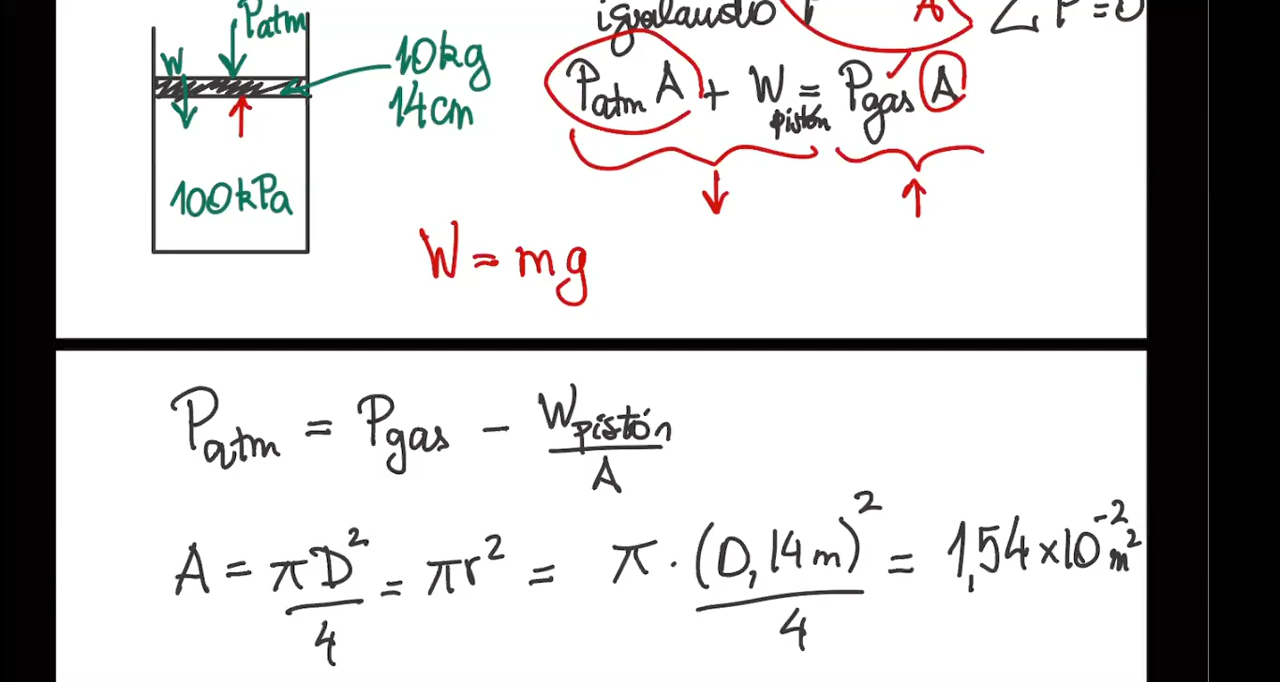 igualando P A Σ F = 0
Patm
W
10kg
14cm
Patm A + W pistón = Pgas A
100kPa
W = mg
Patm = Pgas - Wpistón / A
A = πD² / 4 = πr² = π · (0,14m)² / 4 = 1,54 × 10⁻² m²